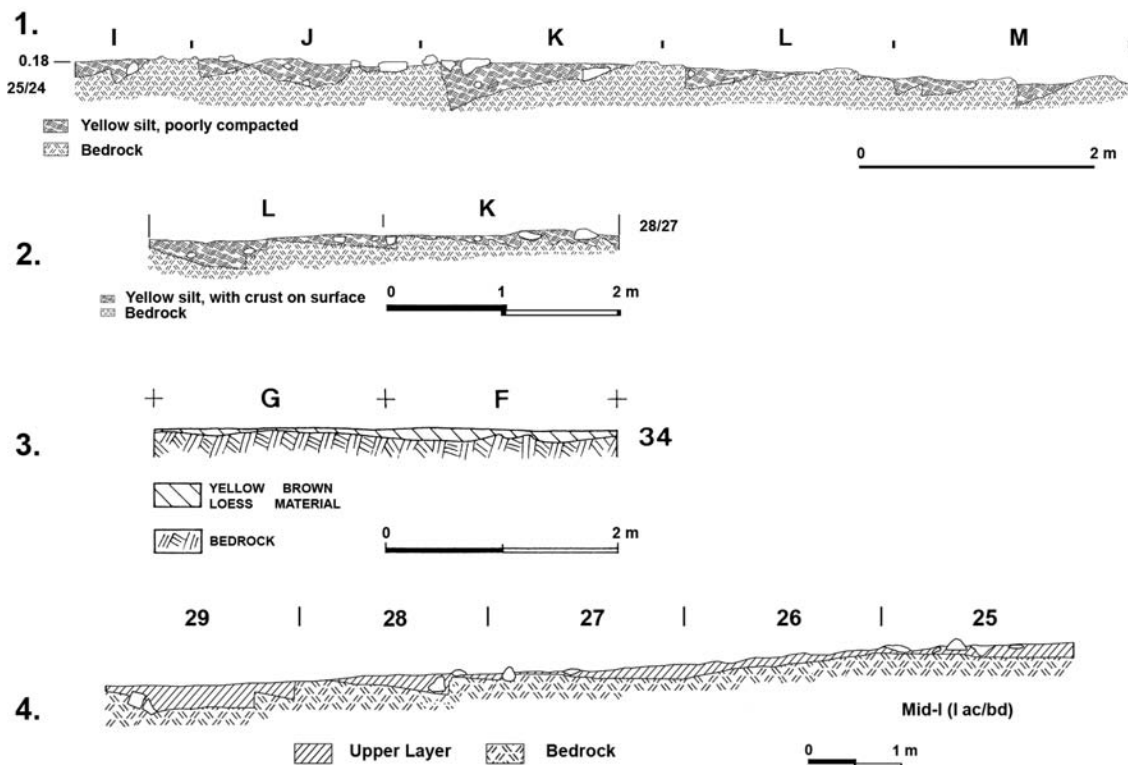 1.
I J K L M
0.18
25/24
Yellow silt, poorly compacted
Bedrock
0 2 m
L K
28/27
2.
Yellow silt, with crust on surface
Bedrock
0 1 2 m
G F
3.
34
YELLOW BROWN
LOESS MATERIAL
BEDROCK
0 2 m
29 28 27 26 25
4.
Mid-I (I ac/bd)
Upper Layer Bedrock
0 1 m